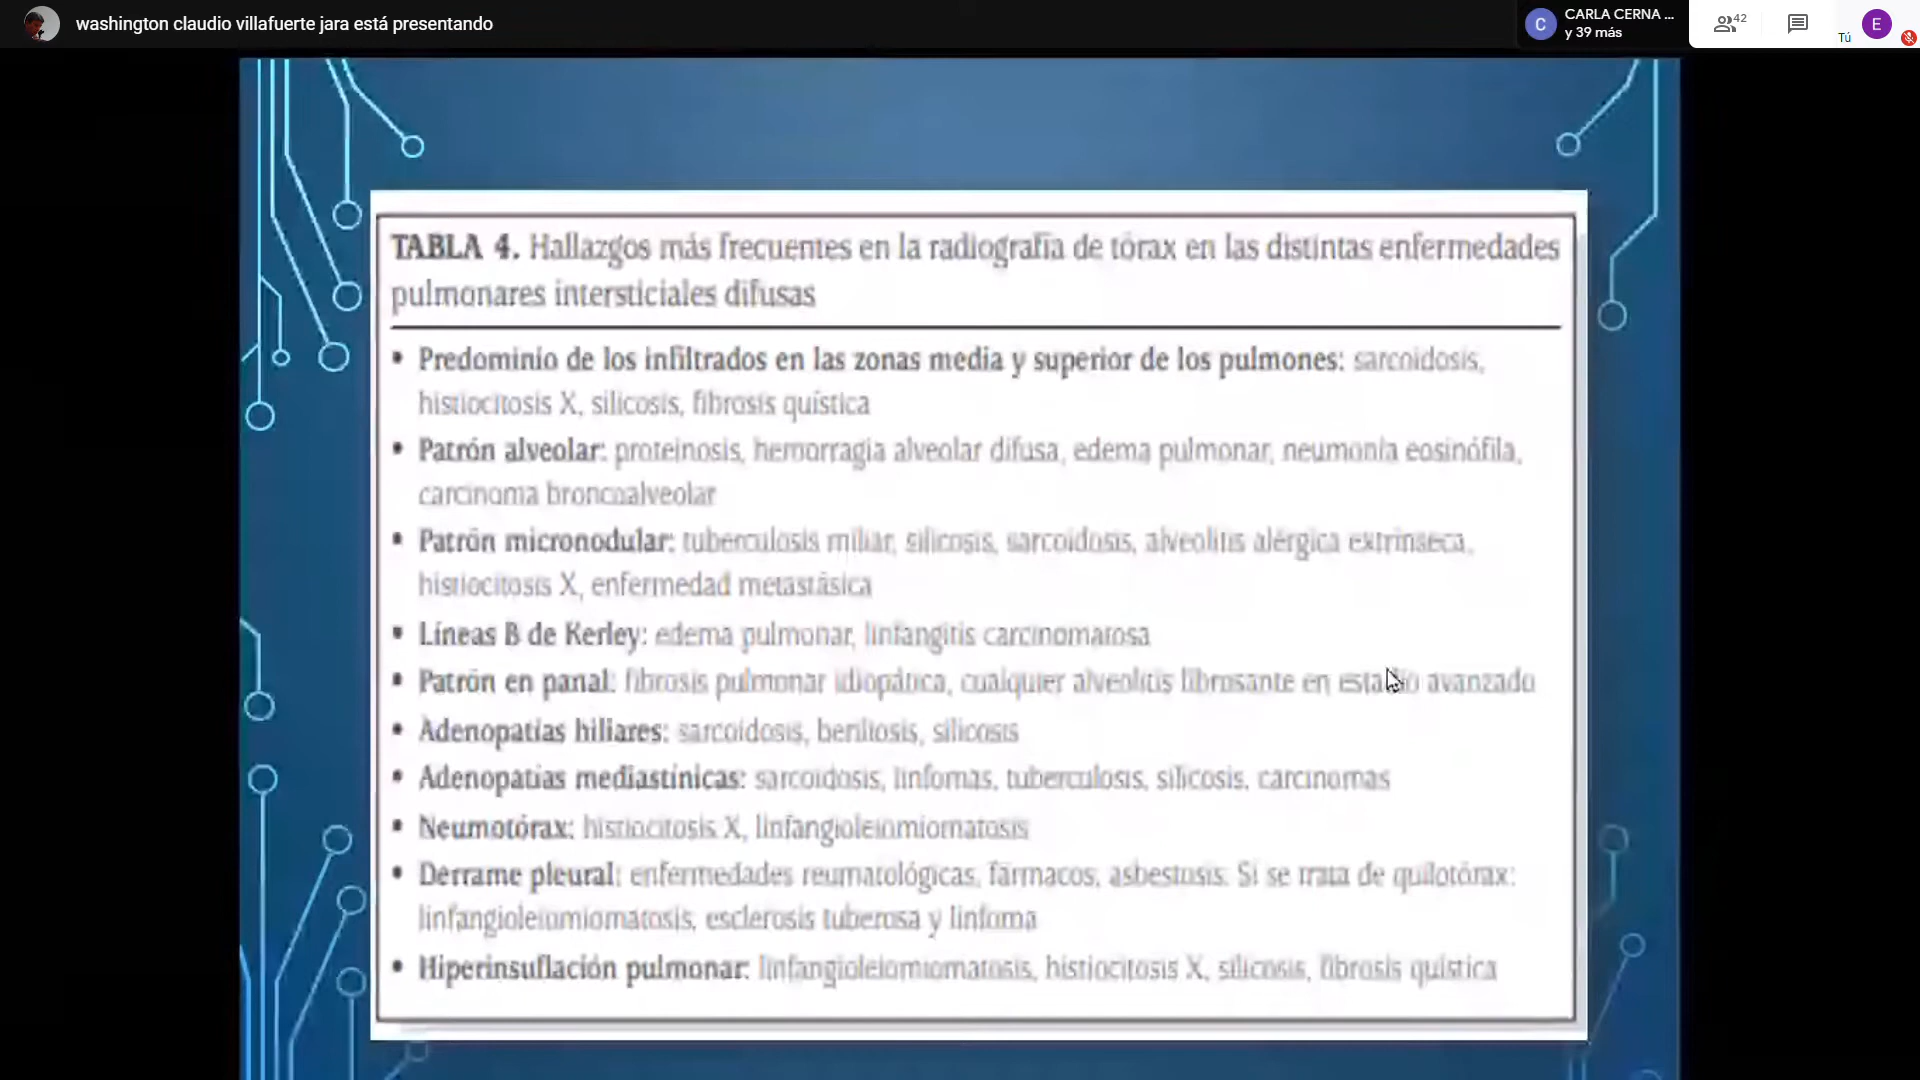 washington claudio villafuerte jara está presentando
C
CARLA CERNA ...
y 39 más
42
Tú
E
TABLA 4. Hallazgos más frecuentes en la radiografía de tórax en las distintas enfermedades
pulmonares intersticiales difusas
• Predominio de los infiltrados en las zonas media y superior de los pulmones: sarcoidosis,
histiocitosis X, silicosis, fibrosis quística
• Patrón alveolar: proteinosis, hemorragia alveolar difusa, edema pulmonar, neumonía eosinófila,
carcinoma broncoalveolar
• Patrón micronodular: tuberculosis miliar, silicosis, sarcoidosis, alveolitis alérgica extrínseca,
histiocitosis X, enfermedad metastásica
• Líneas B de Kerley: edema pulmonar, linfangitis carcinomatosa
• Patrón en panal: fibrosis pulmonar idiopática, cualquier alveolitis fibrosante en estadio avanzado
• Adenopatías hiliares: sarcoidosis, beriliosis, silicosis
• Adenopatías mediastínicas: sarcoidosis, linfomas, tuberculosis, silicosis, carcinomas
• Neumotórax: histiocitosis X, linfangioleiomiomatosis
• Derrame pleural: enfermedades reumatológicas, fármacos, asbestosis. Si se trata de quilotórax:
linfangioleiomiomatosis, esclerosis tuberosa y linfoma
• Hiperinsuflación pulmonar: linfangioleiomiomatosis, histiocitosis X, silicosis, fibrosis quística